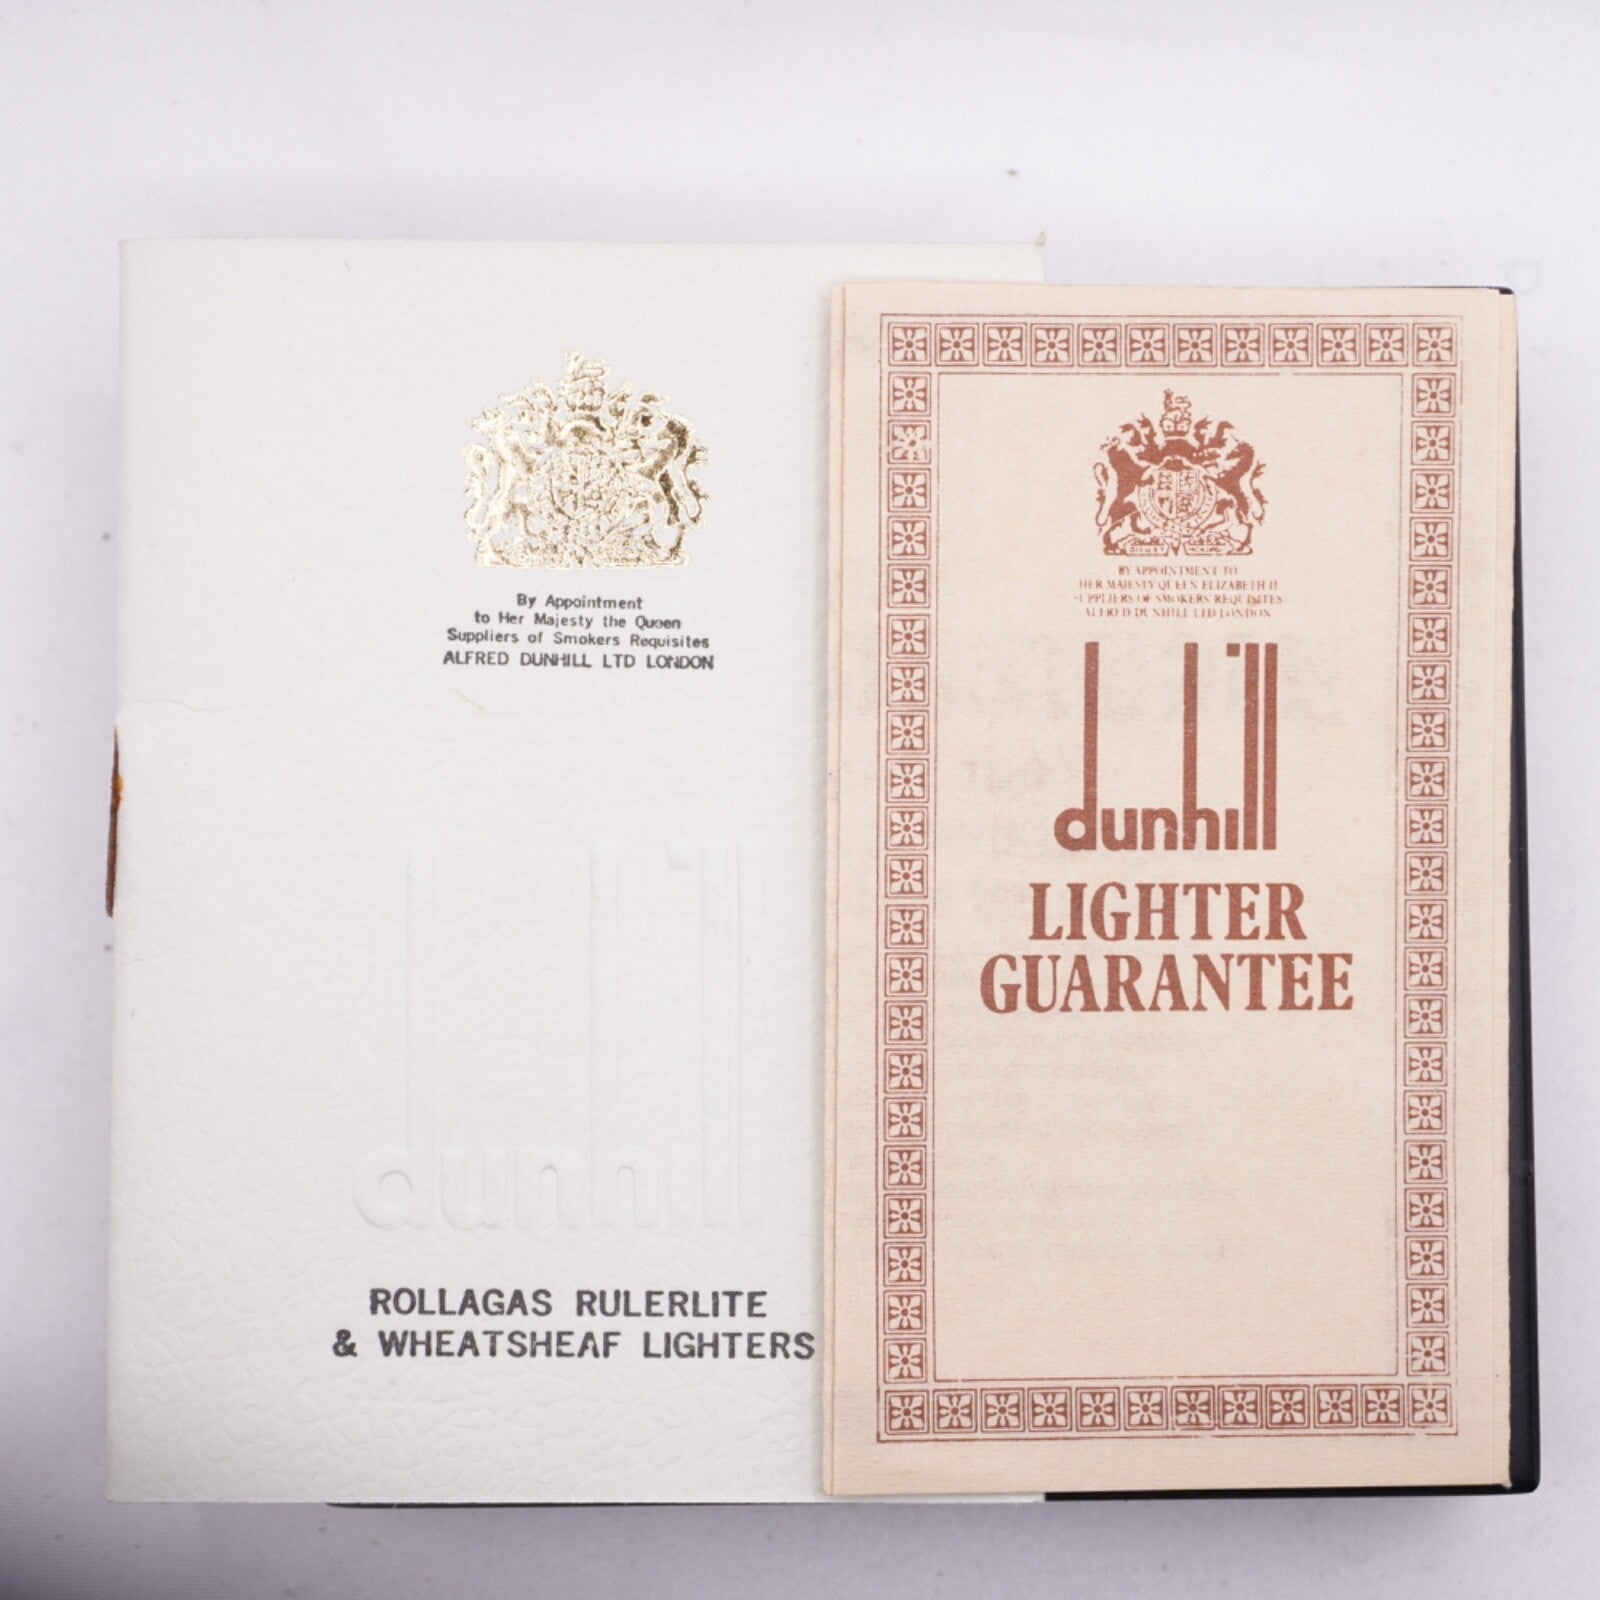 By Appointment
to Her Majesty the Queen
Suppliers of Smokers Requisites
ALFRED DUNHILL LTD LONDON
dunhill
ROLLAGAS RULERLITE
& WHEATSHEAF LIGHTERS
BY APPOINTMENT TO
HER MAJESTY QUEEN ELIZABETH II
SUPPLIERS OF SMOKERS' REQUISITES
ALFRED DUNHILL LTD LONDON
dunhill
LIGHTER
GUARANTEE